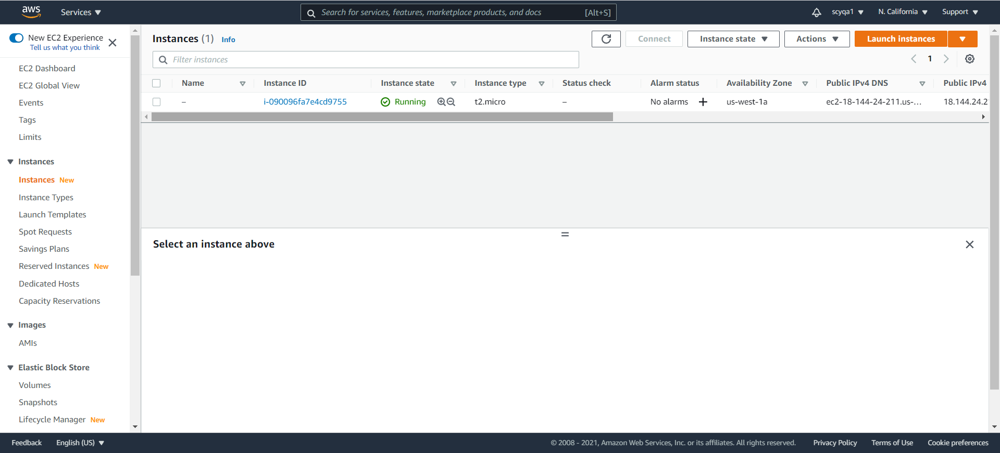 aws Services Search for services, features, marketplace products, and docs [Alt+S] scyqa1 N. California Support
New EC2 Experience
Tell us what you think
EC2 Dashboard
EC2 Global View
Events
Tags
Limits
Instances
Instances New
Instance Types
Launch Templates
Spot Requests
Savings Plans
Reserved Instances New
Dedicated Hosts
Capacity Reservations
Images
AMIs
Elastic Block Store
Volumes
Snapshots
Lifecycle Manager New
Instances (1) Info Connect Instance state Actions Launch instances
Filter instances 1
Name Instance ID Instance state Instance type Status check Alarm status Availability Zone Public IPv4 DNS Public IPv4
– i-090096fa7e4cd9755 Running t2.micro – No alarms us-west-1a ec2-18-144-24-211.us-... 18.144.24.2
Select an instance above
Feedback English (US) © 2008 - 2021, Amazon Web Services, Inc. or its affiliates. All rights reserved. Privacy Policy Terms of Use Cookie preferences